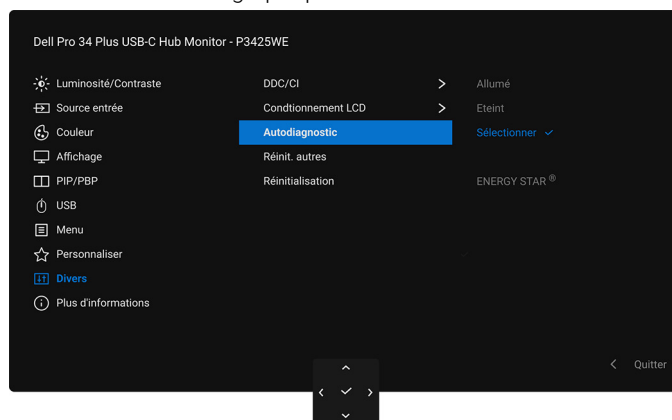 Dell Pro 34 Plus USB-C Hub Monitor - P3425WE
Luminosité/Contraste
Source entrée
Couleur
Affichage
PIP/PBP
USB
Menu
Personnaliser
Divers
Plus d'informations
DDC/CI
Condtionnement LCD
Autodiagnostic
Réinit. autres
Réinitialisation
Allumé
Eteint
Sélectionner
ENERGY STAR ®
Quitter